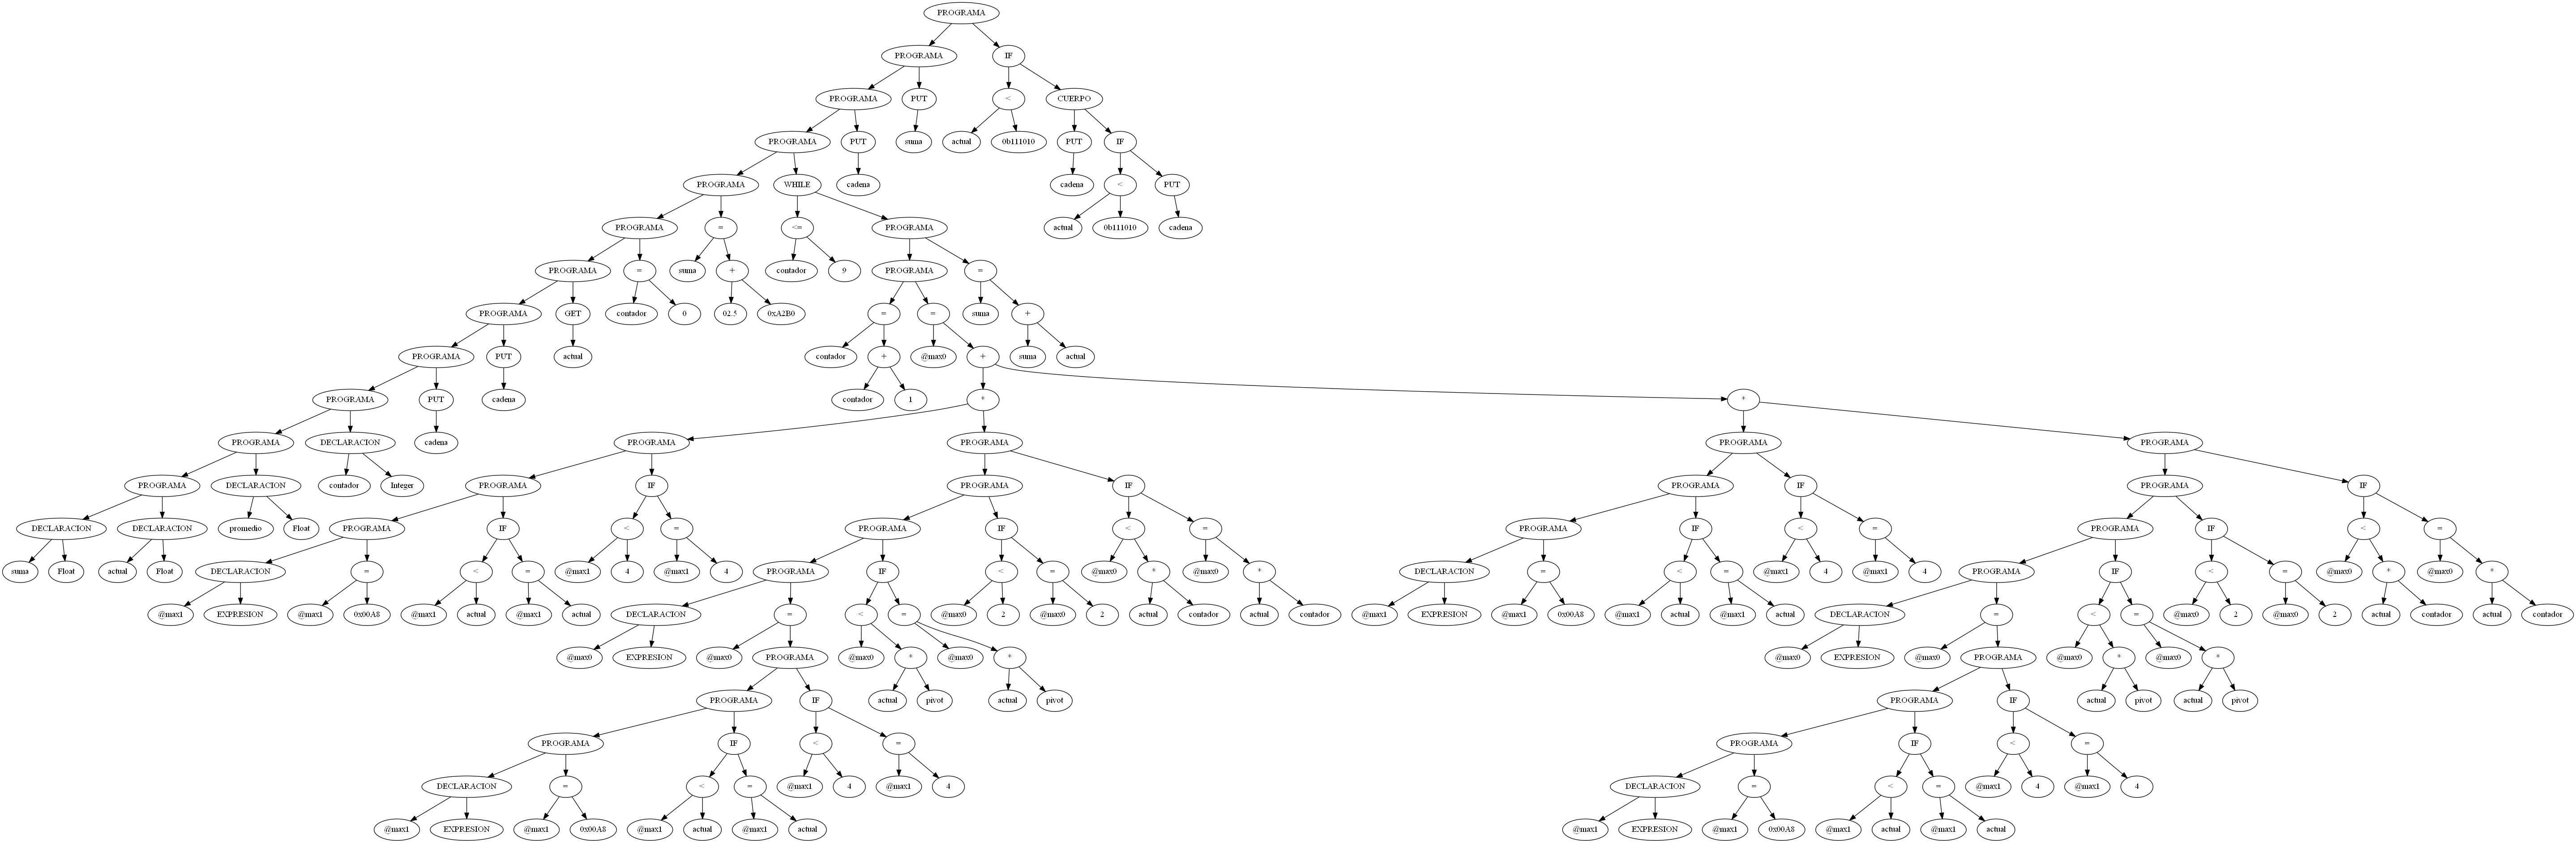 PROGRAMA
PROGRAMA IF
PROGRAMA PUT < CUERPO
PROGRAMA PUT suma actual 0b111010 PUT IF
PROGRAMA WHILE cadena cadena < PUT
PROGRAMA = <= PROGRAMA actual 0b111010 cadena
PROGRAMA = suma + contador 9 PROGRAMA =
PROGRAMA GET contador 0 02.5 0xA2B0 = = suma +
PROGRAMA PUT actual contador + @max0 + suma actual
PROGRAMA PUT cadena contador 1 * *
PROGRAMA DECLARACION cadena PROGRAMA PROGRAMA PROGRAMA PROGRAMA
PROGRAMA DECLARACION contador Integer PROGRAMA IF PROGRAMA IF PROGRAMA IF PROGRAMA IF
DECLARACION DECLARACION promedio Float PROGRAMA IF < = PROGRAMA IF < = PROGRAMA IF < = PROGRAMA IF < =
suma Float actual Float DECLARACION = < = @max1 4 @max1 4 PROGRAMA IF < = @max0 * @max0 * DECLARACION = < = @max1 4 @max1 4 PROGRAMA IF < = @max0 * @max0 *
@max1 EXPRESION @max1 0x00A8 @max1 actual @max1 actual DECLARACION = < = @max0 2 @max0 2 actual contador actual contador @max1 EXPRESION @max1 0x00A8 @max1 actual @max1 actual DECLARACION = < = @max0 2 @max0 2 actual contador actual contador
@max0 EXPRESION @max0 PROGRAMA @max0 * @max0 * @max0 EXPRESION @max0 PROGRAMA @max0 * @max0 *
PROGRAMA IF actual pivot actual pivot PROGRAMA IF actual pivot actual pivot
PROGRAMA IF < = PROGRAMA IF < =
DECLARACION = < = @max1 4 @max1 4 DECLARACION = < = @max1 4 @max1 4
@max1 EXPRESION @max1 0x00A8 @max1 actual @max1 actual @max1 EXPRESION @max1 0x00A8 @max1 actual @max1 actual